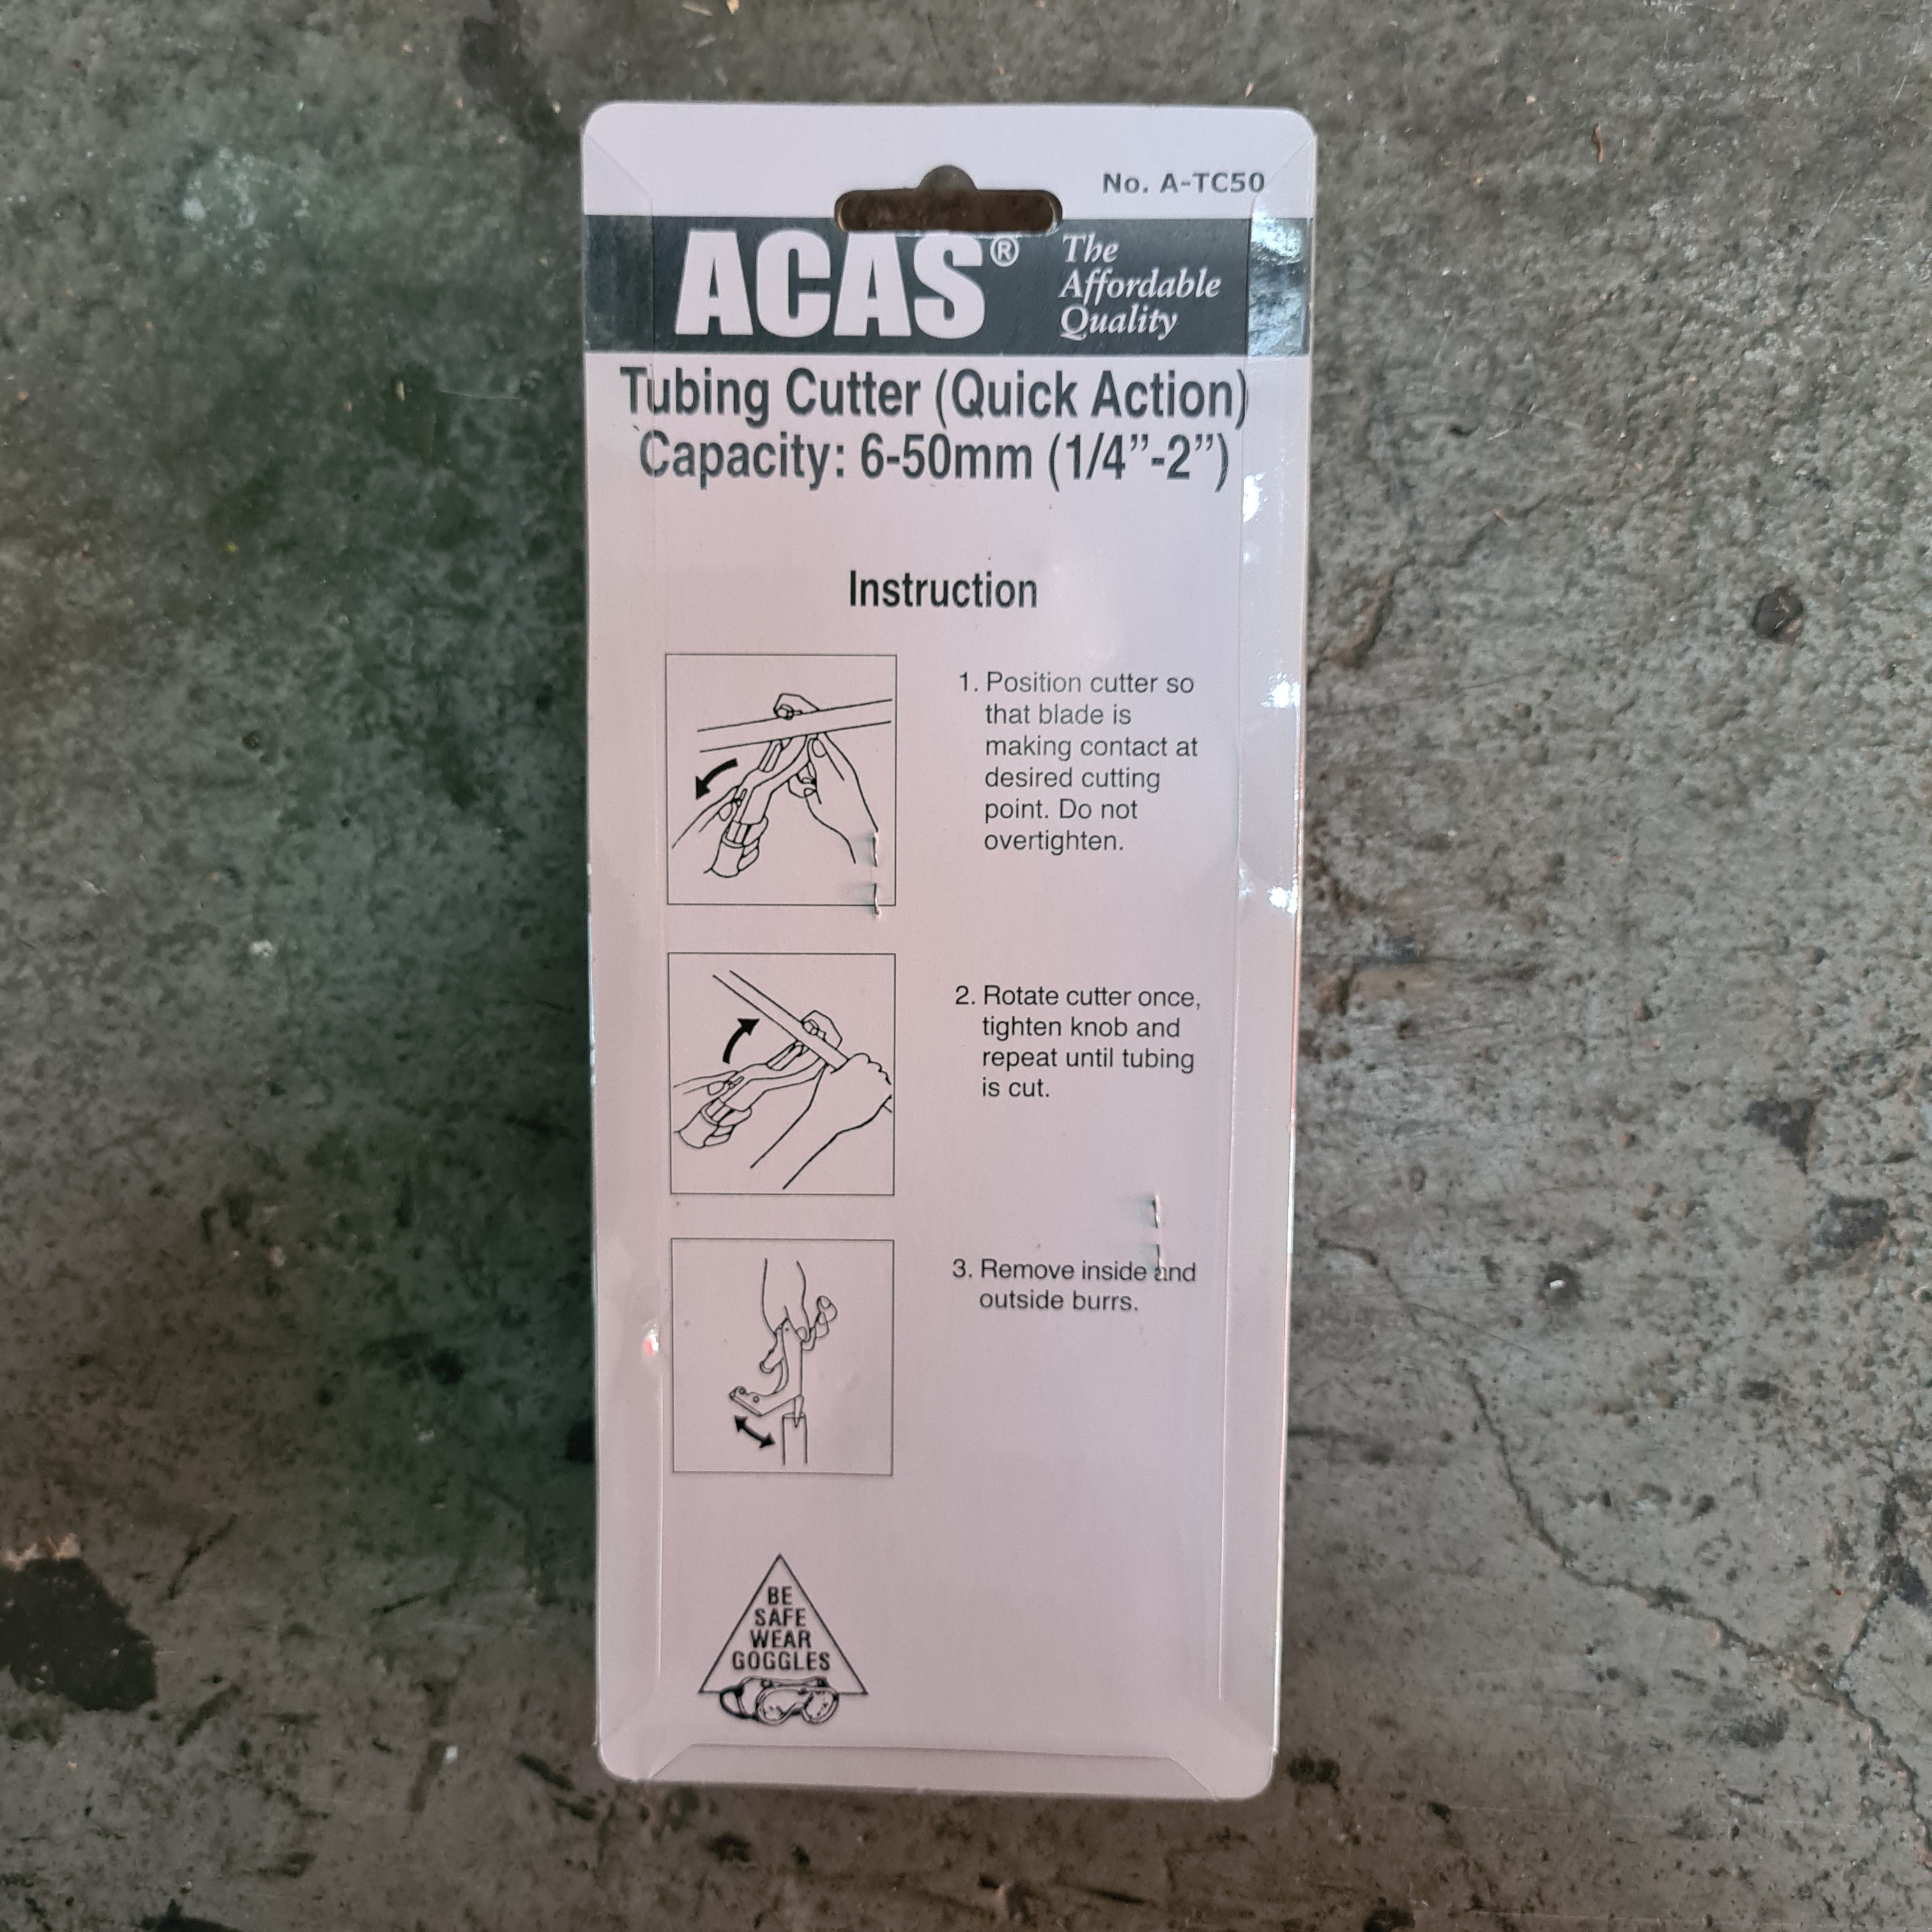 No. A-TC50
ACAS® The
Affordable
Quality
Tubing Cutter (Quick Action)
Capacity: 6-50mm (1/4”-2”)
Instruction
1. Position cutter so
that blade is
making contact at
desired cutting
point. Do not
overtighten.
2. Rotate cutter once,
tighten knob and
repeat until tubing
is cut.
3. Remove inside and
outside burrs.
BE
SAFE
WEAR
GOGGLES